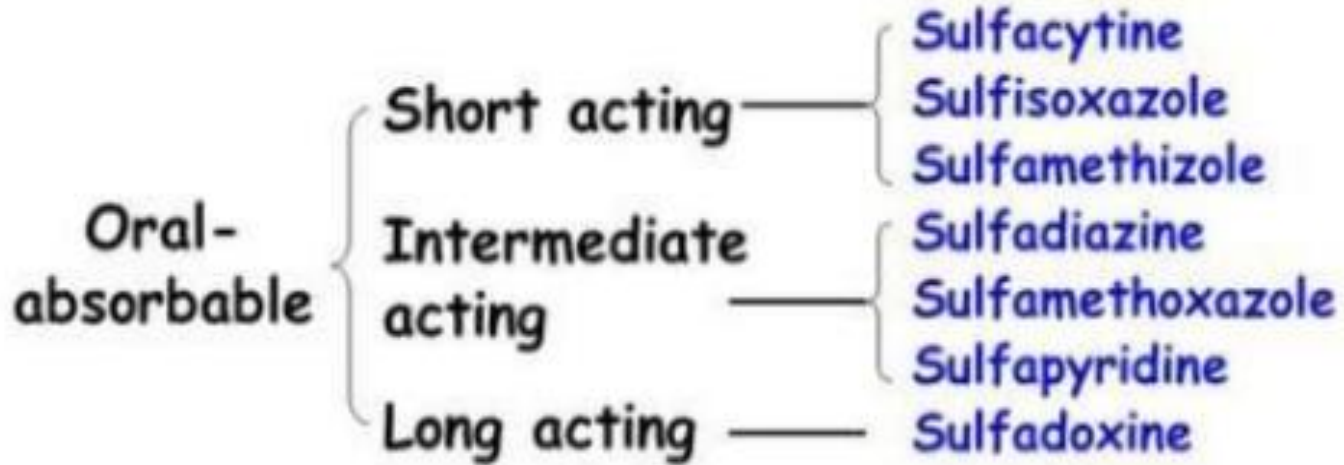 Oral-
absorbable
Short acting
Sulfacytine
Sulfisoxazole
Sulfamethizole
Intermediate
acting
Sulfadiazine
Sulfamethoxazole
Sulfapyridine
Long acting
Sulfadoxine